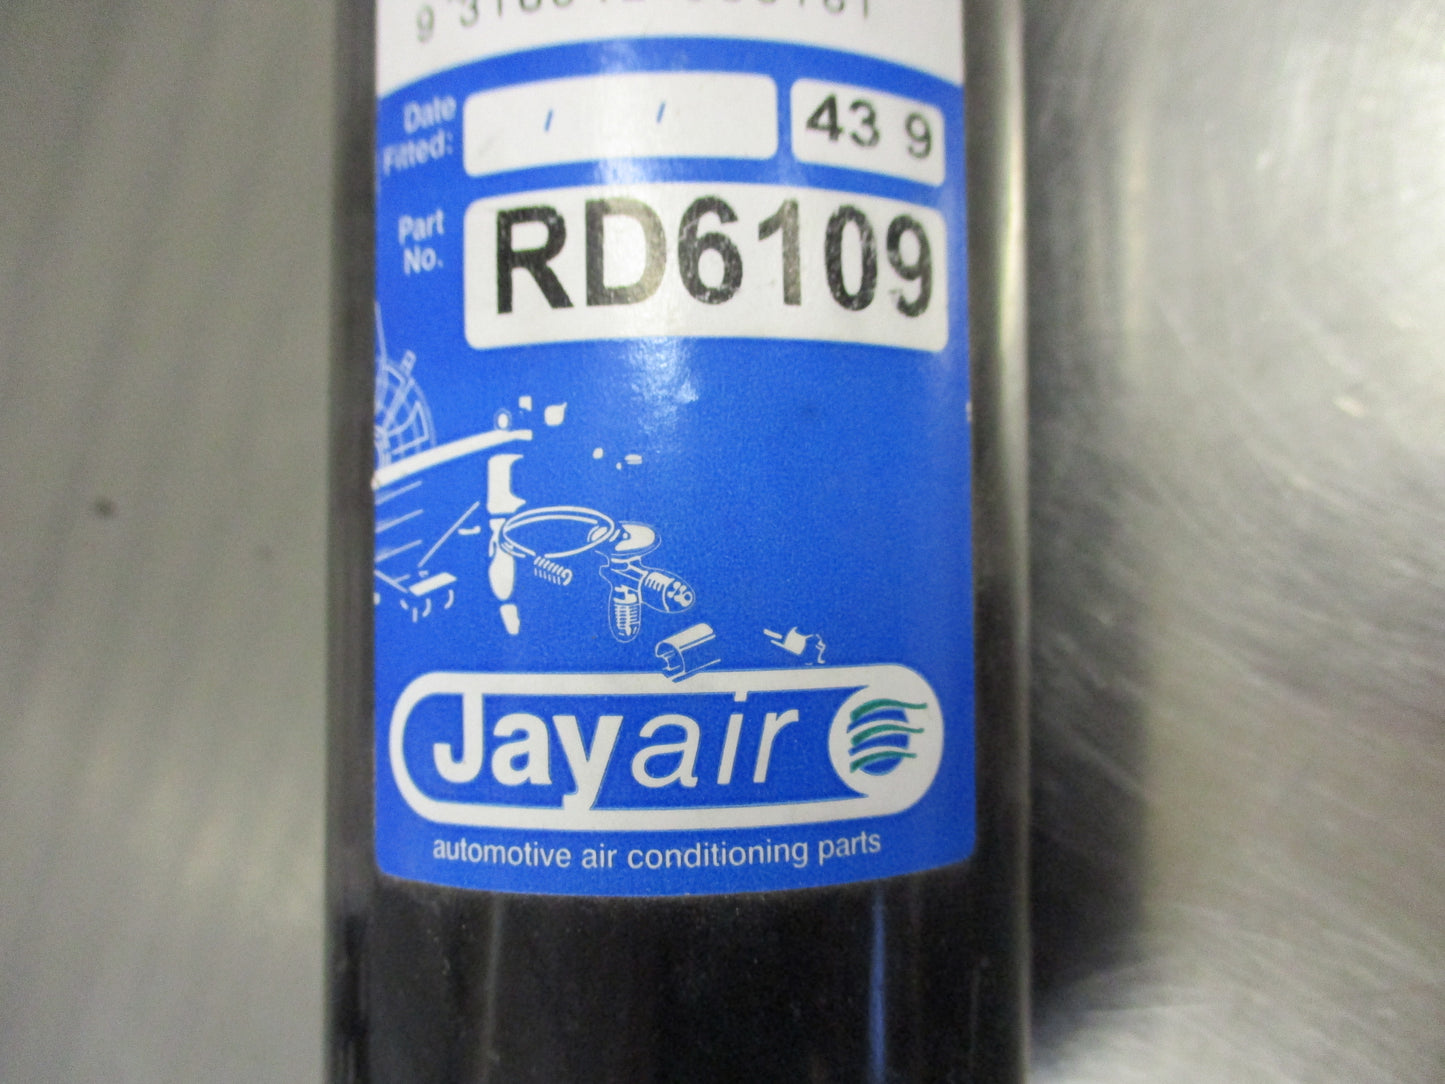 Date
Fitted: / / 43 9
Part
No. RD6109
Jayair
automotive air conditioning parts